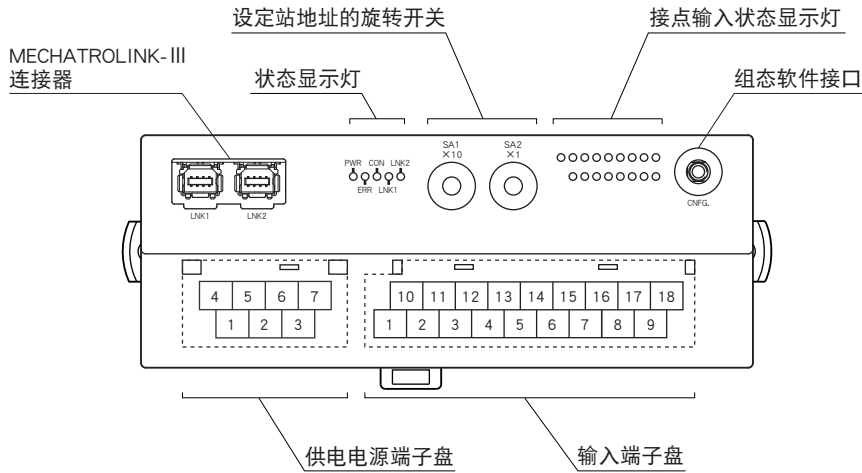 设定站地址的旋转开关
接点输入状态显示灯
MECHATROLINK-Ⅲ
连接器
状态显示灯
组态软件接口
SA1
×10
SA2
×1
PWR CON LNK2
ERR LNK1
LNK1 LNK2
CNFG.
4 5 6 7
1 2 3
10 11 12 13 14 15 16 17 18
1 2 3 4 5 6 7 8 9
供电电源端子盘
输入端子盘